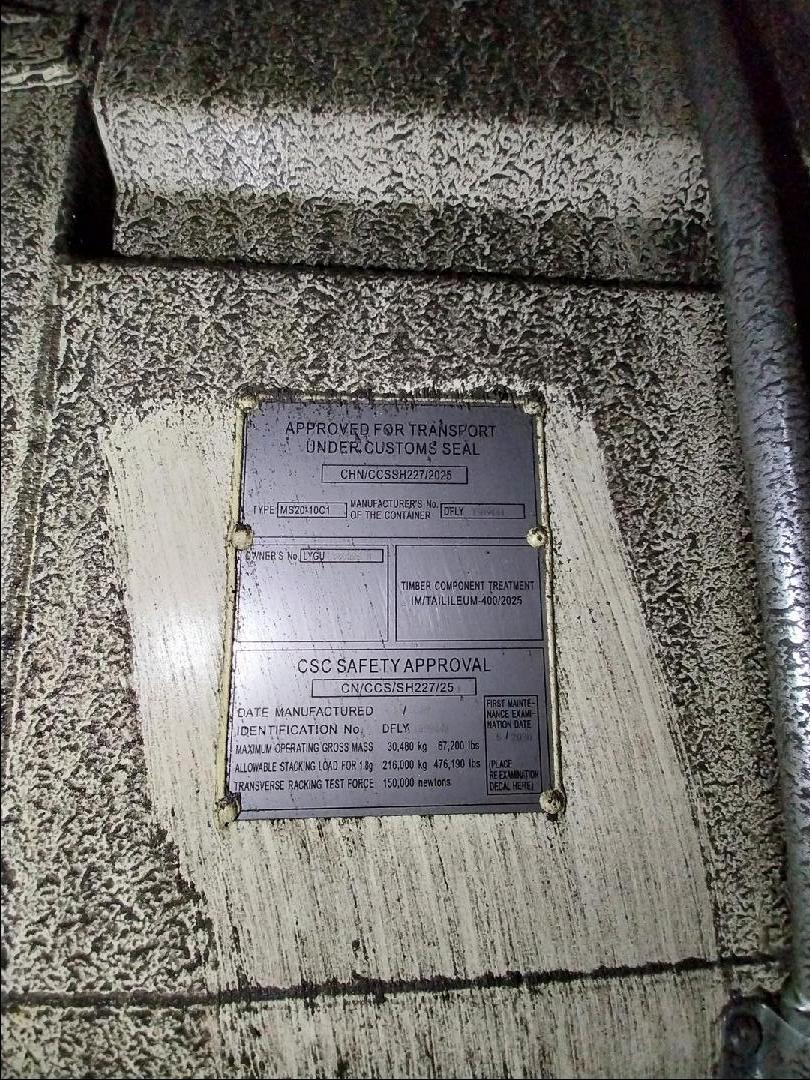 APPROVED FOR TRANSPORT
UNDER CUSTOMS SEAL
CHN/CCSSH227/2025
TYPE MS20-10C1 MANUFACTURER'S No.
OF THE CONTAINER DFLY
OWNER'S No. LYGU
TIMBER COMPONENT TREATMENT
IM/TAILILEUM-400/2025
CSC SAFETY APPROVAL
CN/CCS/SH227/25
DATE MANUFACTURED /
IDENTIFICATION No. DFLY
MAXIMUM OPERATING GROSS MASS 30,480 kg 67,200 lbs
ALLOWABLE STACKING LOAD FOR 1.8g 216,000 kg 476,190 lbs
TRANSVERSE RACKING TEST FORCE 150,000 newtons
FIRST MAINTE-
NANCE EXAMI-
NATION DATE
(PLACE
RE EXAMINATION
DECAL HERE)